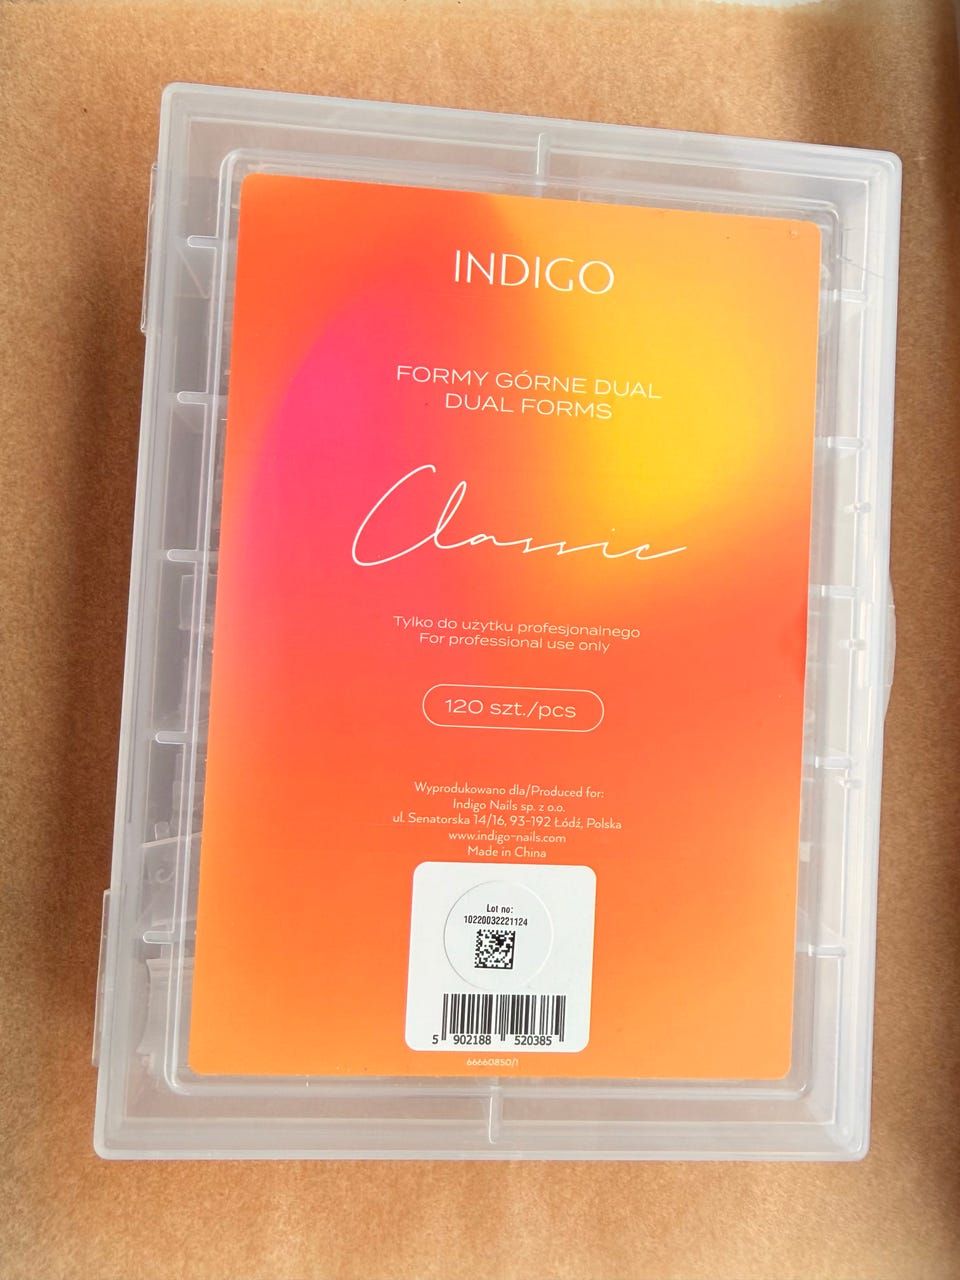 INDIGO
FORMY GÓRNE DUAL
DUAL FORMS
Classic
Tylko do użytku profesjonalnego
For professional use only
120 szt./pcs
Wyprodukowano dla/Produced for:
Indigo Nails sp. z o.o.
ul. Senatorska 14/16, 93-192 Łódź, Polska
www.indigo-nails.com
Made in China
Lot no:
10220032221124
5 902188 520385
66660850/1